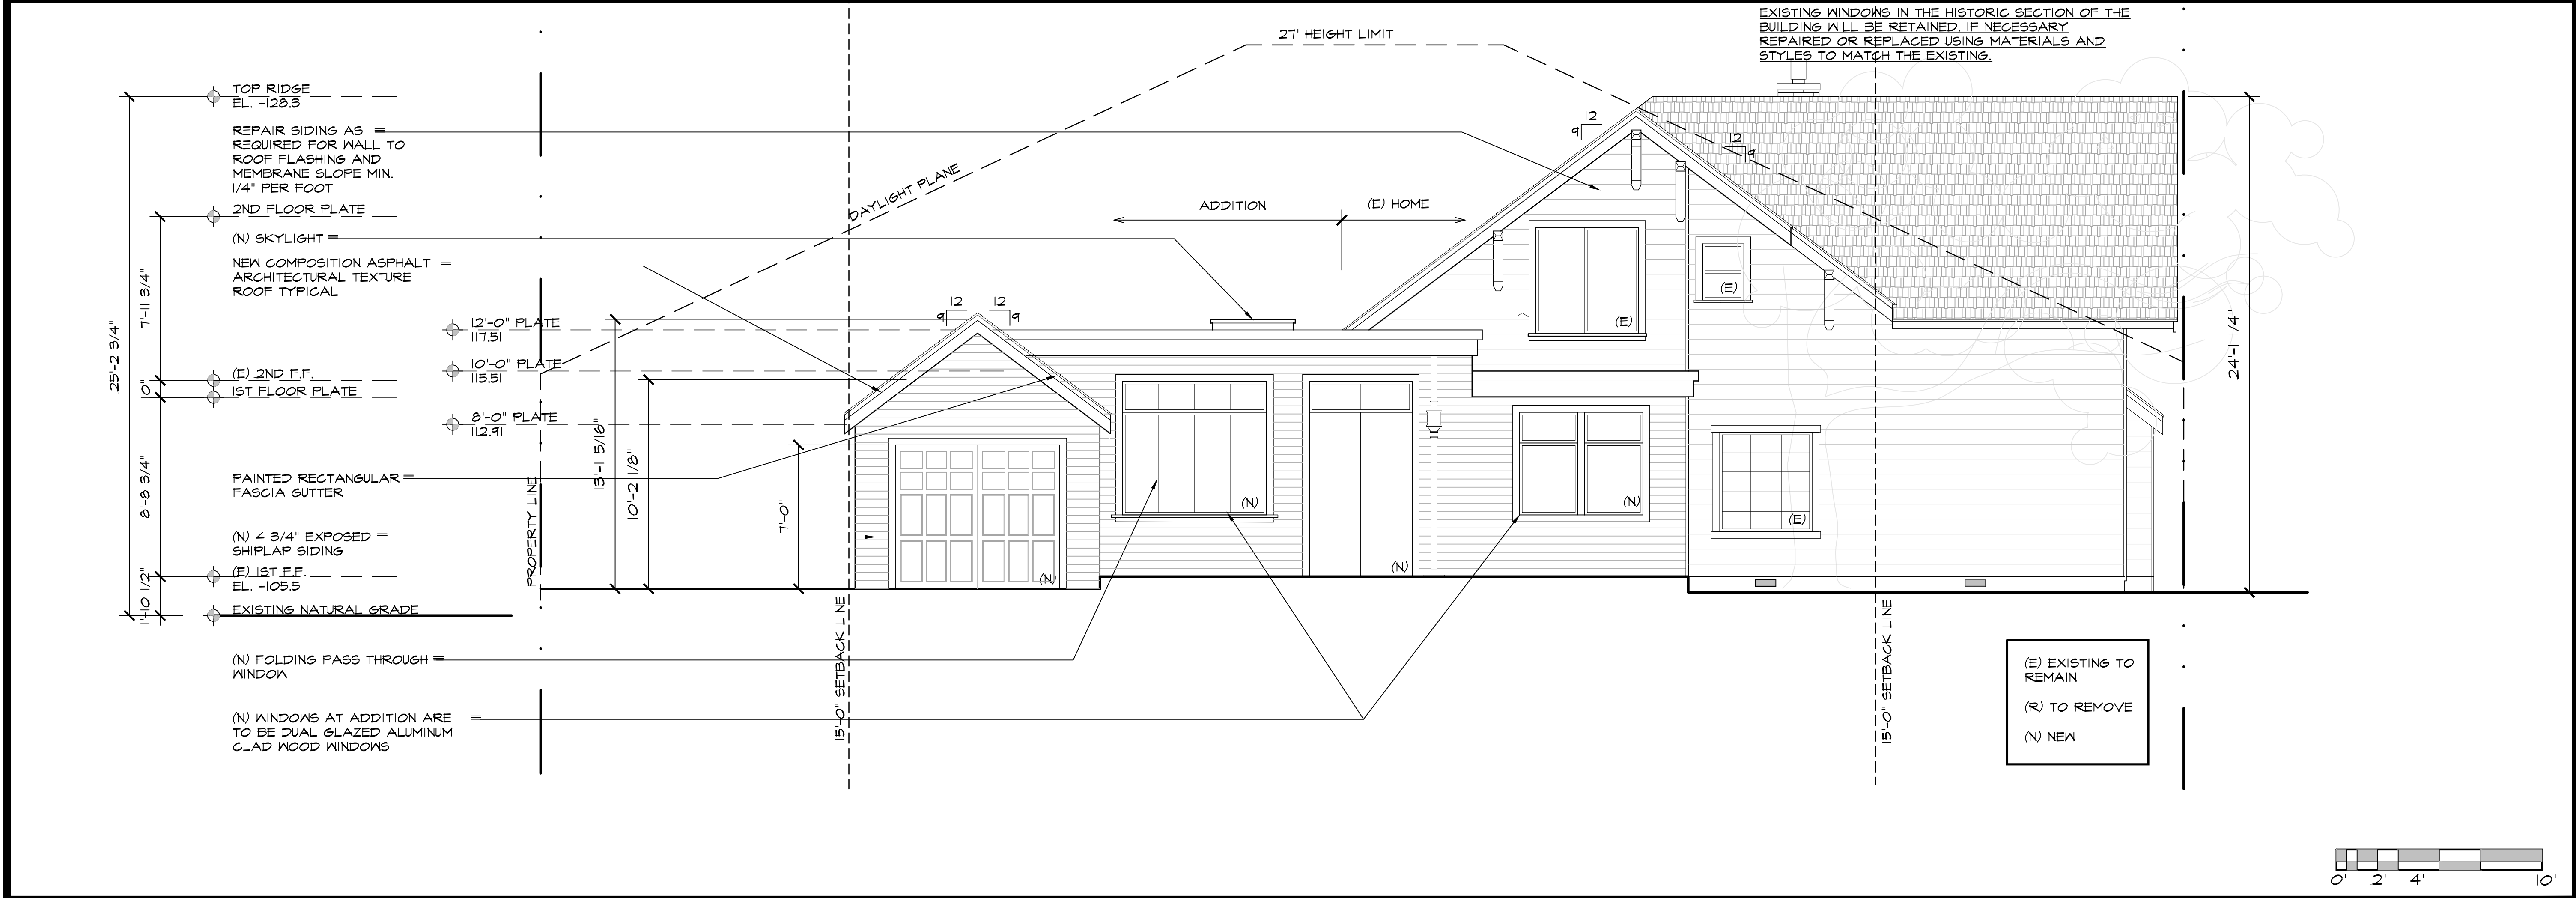 EXISTING WINDOWS IN THE HISTORIC SECTION OF THE
BUILDING WILL BE RETAINED, IF NECESSARY
REPAIRED OR REPLACED USING MATERIALS AND
STYLES TO MATCH THE EXISTING.
27' HEIGHT LIMIT
DAYLIGHT PLANE
ADDITION
(E) HOME
TOP RIDGE
EL. +128.3
REPAIR SIDING AS
REQUIRED FOR WALL TO
ROOF FLASHING AND
MEMBRANE SLOPE MIN.
1/4" PER FOOT
2ND FLOOR PLATE
(N) SKYLIGHT
NEW COMPOSITION ASPHALT
ARCHITECTURAL TEXTURE
ROOF TYPICAL
12'-0" PLATE
117.51
10'-0" PLATE
115.51
(E) 2ND F.F.
1ST FLOOR PLATE
8'-0" PLATE
112.91
PAINTED RECTANGULAR
FASCIA GUTTER
(N) 4 3/4" EXPOSED
SHIPLAP SIDING
(E) 1ST F.F.
EL. +105.5
EXISTING NATURAL GRADE
(N) FOLDING PASS THROUGH
WINDOW
(N) WINDOWS AT ADDITION ARE
TO BE DUAL GLAZED ALUMINUM
CLAD WOOD WINDOWS
25'-2 3/4"
7'-11 3/4"
0"
8'-8 3/4"
1'-10 1/2"
PROPERTY LINE
13'-1 5/16"
10'-2 1/8"
7'-0"
15'-0" SETBACK LINE
12
9
12
9
12
9
12
9
(E)
(E)
(E)
(N)
(N)
(N)
(N)
24'-1 1/4"
15'-0" SETBACK LINE
(E) EXISTING TO
REMAIN
(R) TO REMOVE
(N) NEW
0' 2' 4' 10'